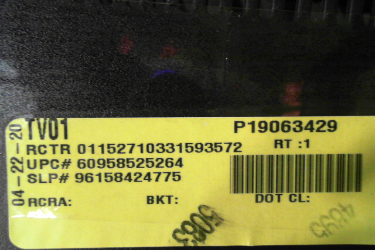 04-22-20
TV01
P19063429
RCTR 01152710331593572
RT :1
UPC# 60958525264
SLP# 96158424775
RCRA:
BKT:
DOT CL: